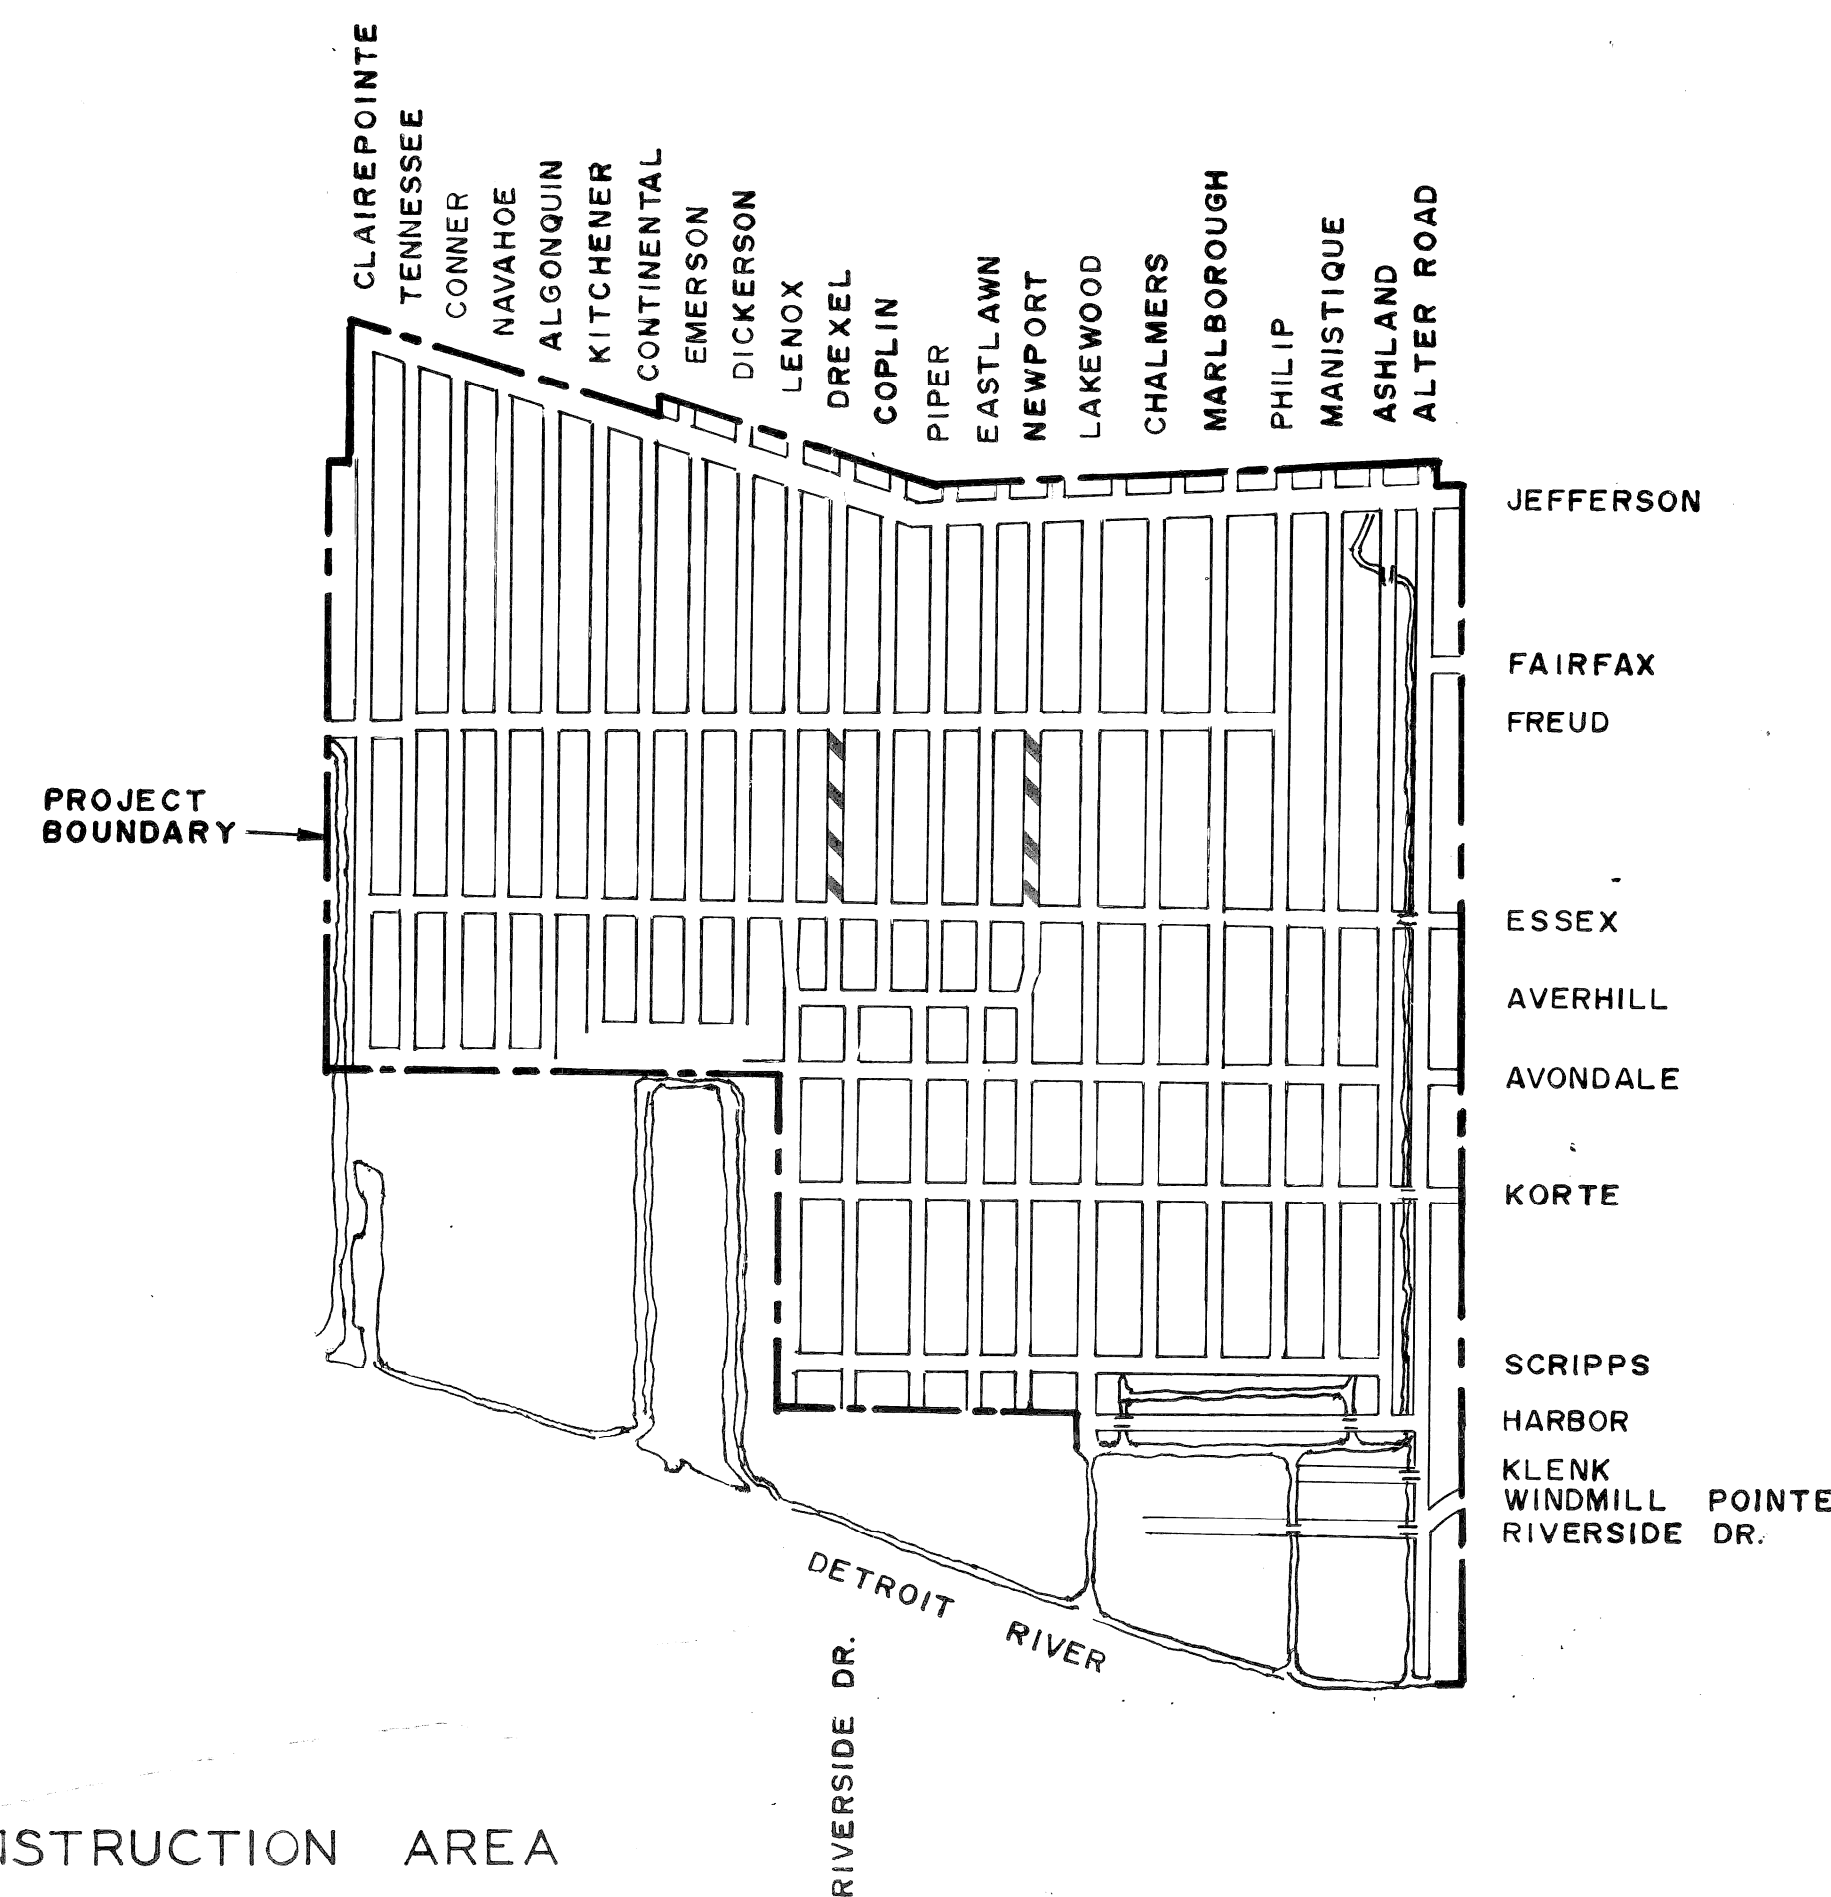 CLAIREPOINTE
TENNESSEE
CONNER
NAVAHOE
ALGONQUIN
KITCHENER
CONTINENTAL
EMERSON
DICKERSON
LENOX
DREXEL
COPLIN
PIPER
EASTLAWN
NEWPORT
LAKEWOOD
CHALMERS
MARLBOROUGH
PHILIP
MANISTIQUE
ASHLAND
ALTER ROAD
JEFFERSON
FAIRFAX
FREUD
PROJECT
BOUNDARY
ESSEX
AVERHILL
AVONDALE
KORTE
SCRIPPS
HARBOR
KLENK
WINDMILL POINTE
RIVERSIDE DR.
DETROIT RIVER
RIVERSIDE DR.
NSTRUCTION AREA